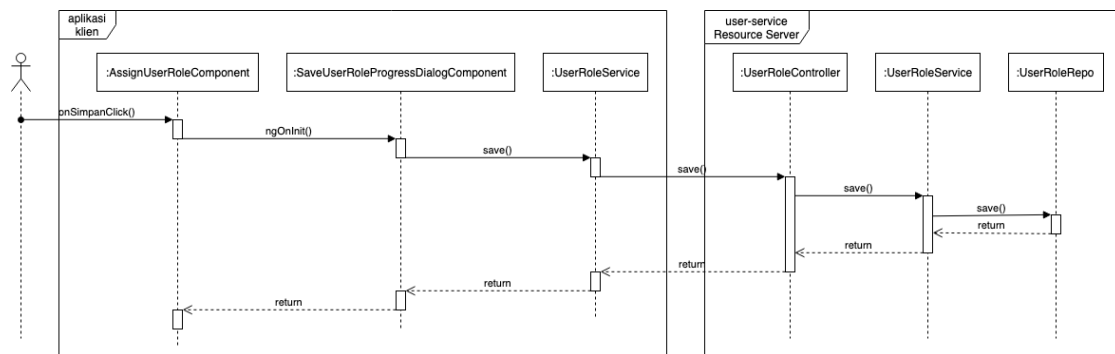 aplikasi
klien
user-service
Resource Server
:AssignUserRoleComponent
:SaveUserRoleProgressDialogComponent
:UserRoleService
:UserRoleController
:UserRoleService
:UserRoleRepo
onSimpanClick()
ngOnInit()
save()
save()
save()
save()
return
return
return
return
return